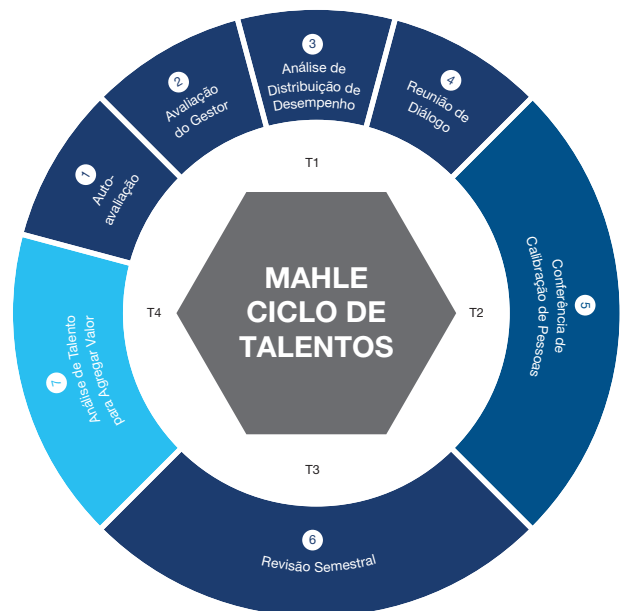 1
Auto-
avaliação
2
Avaliação
do Gestor
3
Análise de
Distribuição de
Desempenho
4
Reunião de
Diálogo
5
Conferência de
Calibração de Pessoas
6
Revisão Semestral
7
Análise de Talento
para Agregar Valor
T1
T2
T3
T4
MAHLE
CICLO DE
TALENTOS